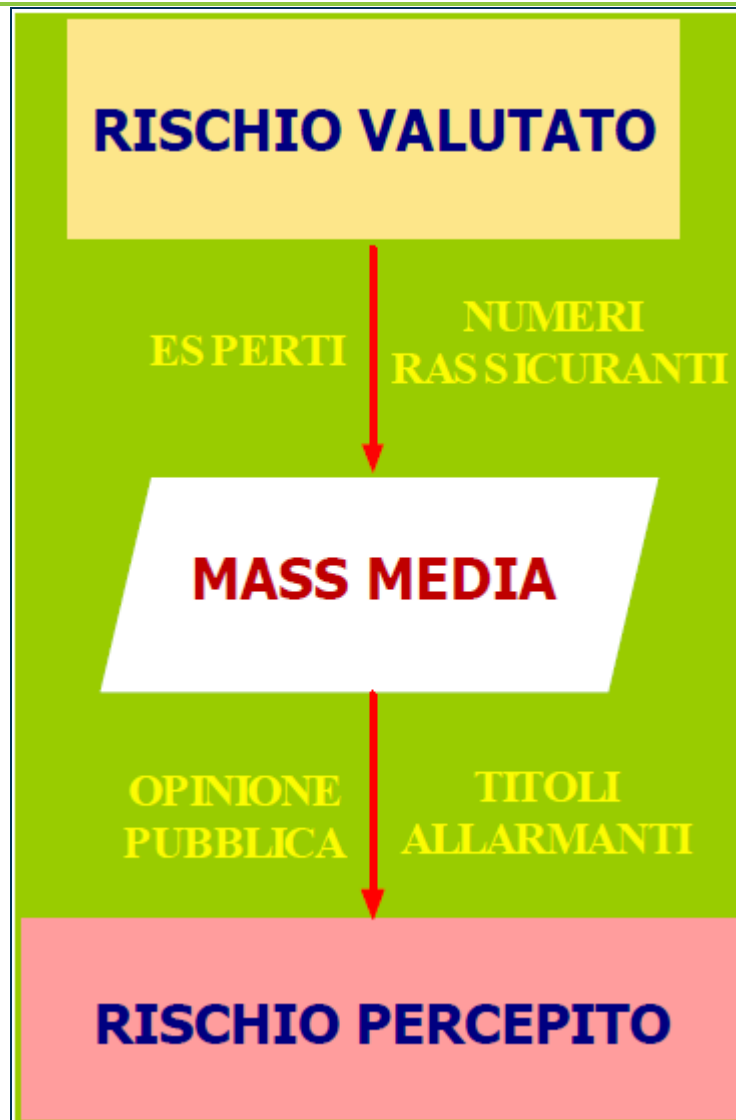 RISCHIO VALUTATO
ESPERTI
NUMERI
RASSICURANTI
MASS MEDIA
OPINIONE
PUBBLICA
TITOLI
ALLARMANTI
RISCHIO PERCEPITO